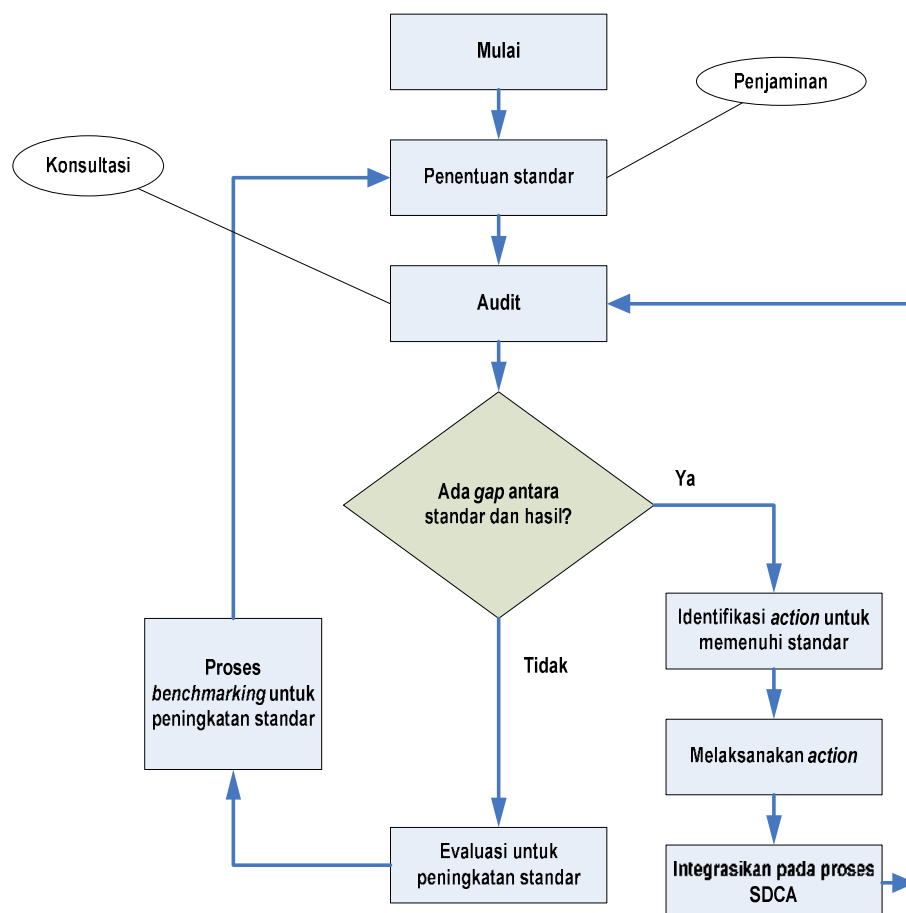 Mulai
Penjaminan
Konsultasi
Penentuan standar
Audit
Ada gap antara
standar dan hasil?
Ya
Identifikasi action untuk
memenuhi standar
Tidak
Proses
benchmarking untuk
peningkatan standar
Melaksanakan action
Evaluasi untuk
peningkatan standar
Integrasikan pada proses
SDCA